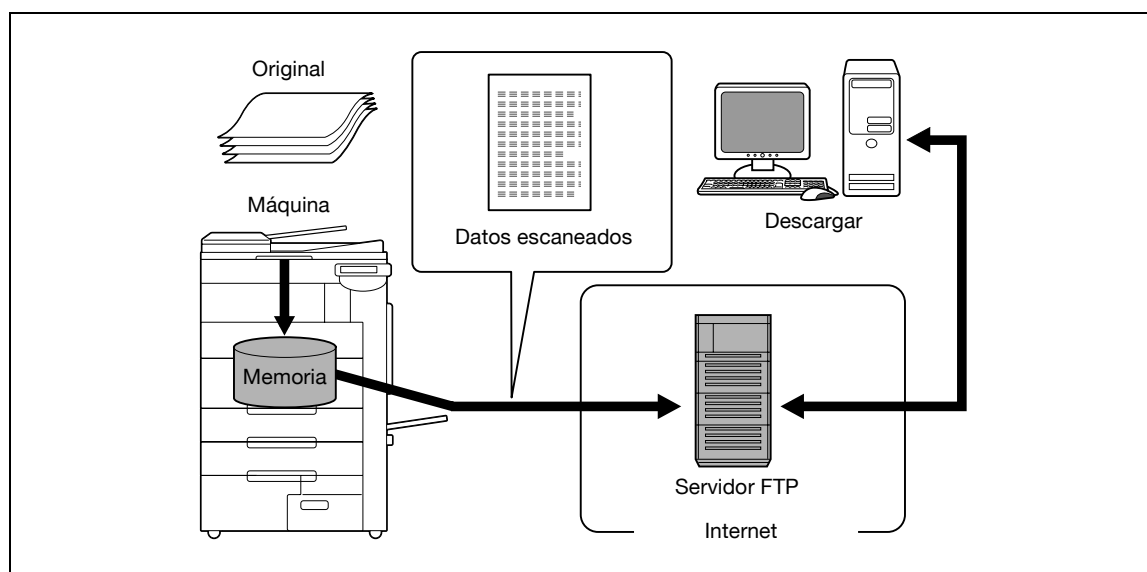 Original
Máquina
Memoria
Datos escaneados
Descargar
Servidor FTP
Internet